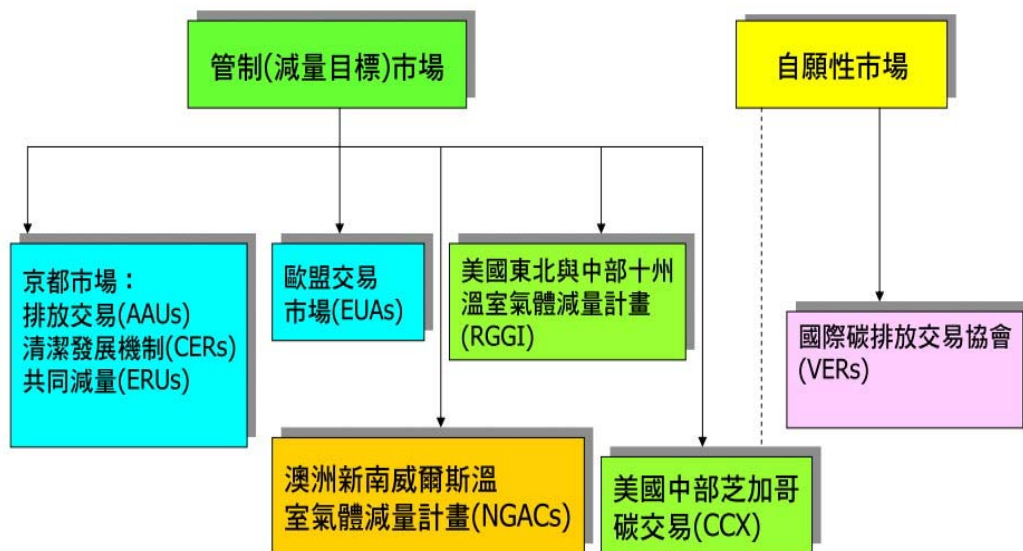 管制(減量目標)市場
自願性市場
京都市場：
排放交易(AAUs)
清潔發展機制(CERs)
共同減量(ERUs)
歐盟交易
市場(EUAs)
美國東北與中部十州
溫室氣體減量計畫
(RGGI)
國際碳排放交易協會
(VERs)
澳洲新南威爾斯溫
室氣體減量計畫(NGACs)
美國中部芝加哥
碳交易(CCX)